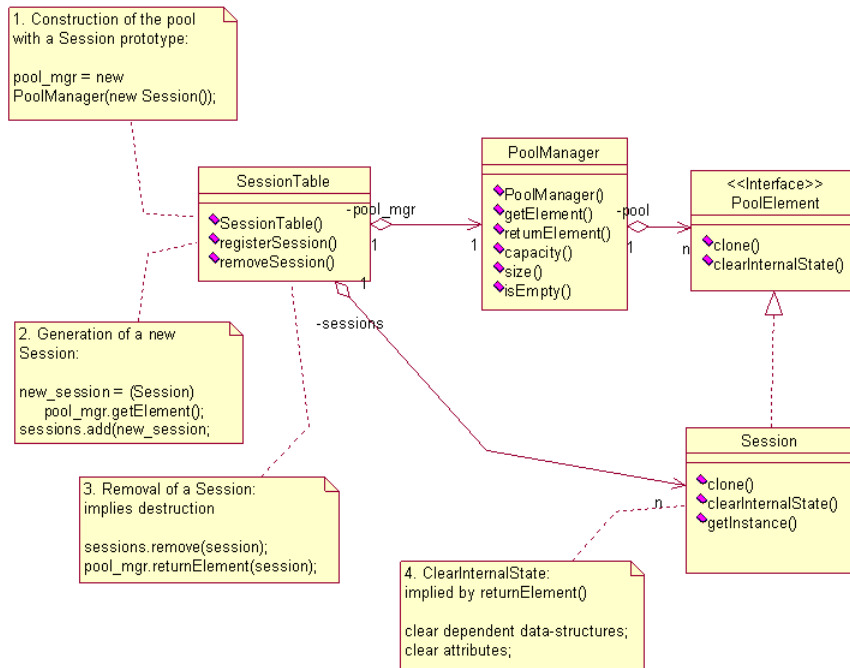 1. Construction of the pool
with a Session prototype:
pool_mgr = new
PoolManager(new Session());
SessionTable
SessionTable()
registerSession()
removeSession()
-pool_mgr
1
1
PoolManager
PoolManager()
getElement()
returnElement()
capacity()
size()
isEmpty()
-pool
1
n
<<Interface>>
PoolElement
clone()
clearInternalState()
1
-sessions
n
2. Generation of a new
Session:
new_session = (Session)
pool_mgr.getElement();
sessions.add(new_session;
3. Removal of a Session:
implies destruction
sessions.remove(session);
pool_mgr.returnElement(session);
Session
clone()
clearInternalState()
getInstance()
4. ClearInternalState:
implied by returnElement()
clear dependent data-structures;
clear attributes;